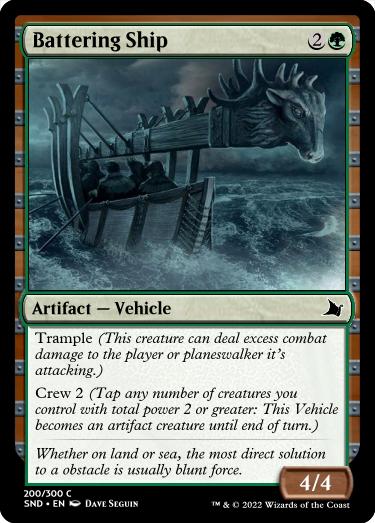 Battering Ship 2
Artifact — Vehicle
Trample (This creature can deal excess combat
damage to the player or planeswalker it's
attacking.)
Crew 2 (Tap any number of creatures you
control with total power 2 or greater: This Vehicle
becomes an artifact creature until end of turn.)
Whether on land or sea, the most direct solution
to a obstacle is usually blunt force.
4/4
200/300 C
SND • EN DAVE SEGUIN
™ & © 2022 Wizards of the Coast